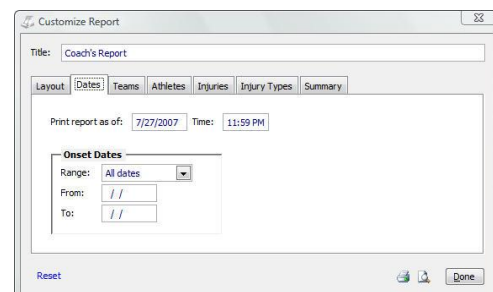 Customize Report
Title: Coach's Report
Layout Dates Teams Athletes Injuries Injury Types Summary
Print report as of: 7/27/2007 Time: 11:59 PM
Onset Dates
Range: All dates
From: / /
To: / /
Reset Done